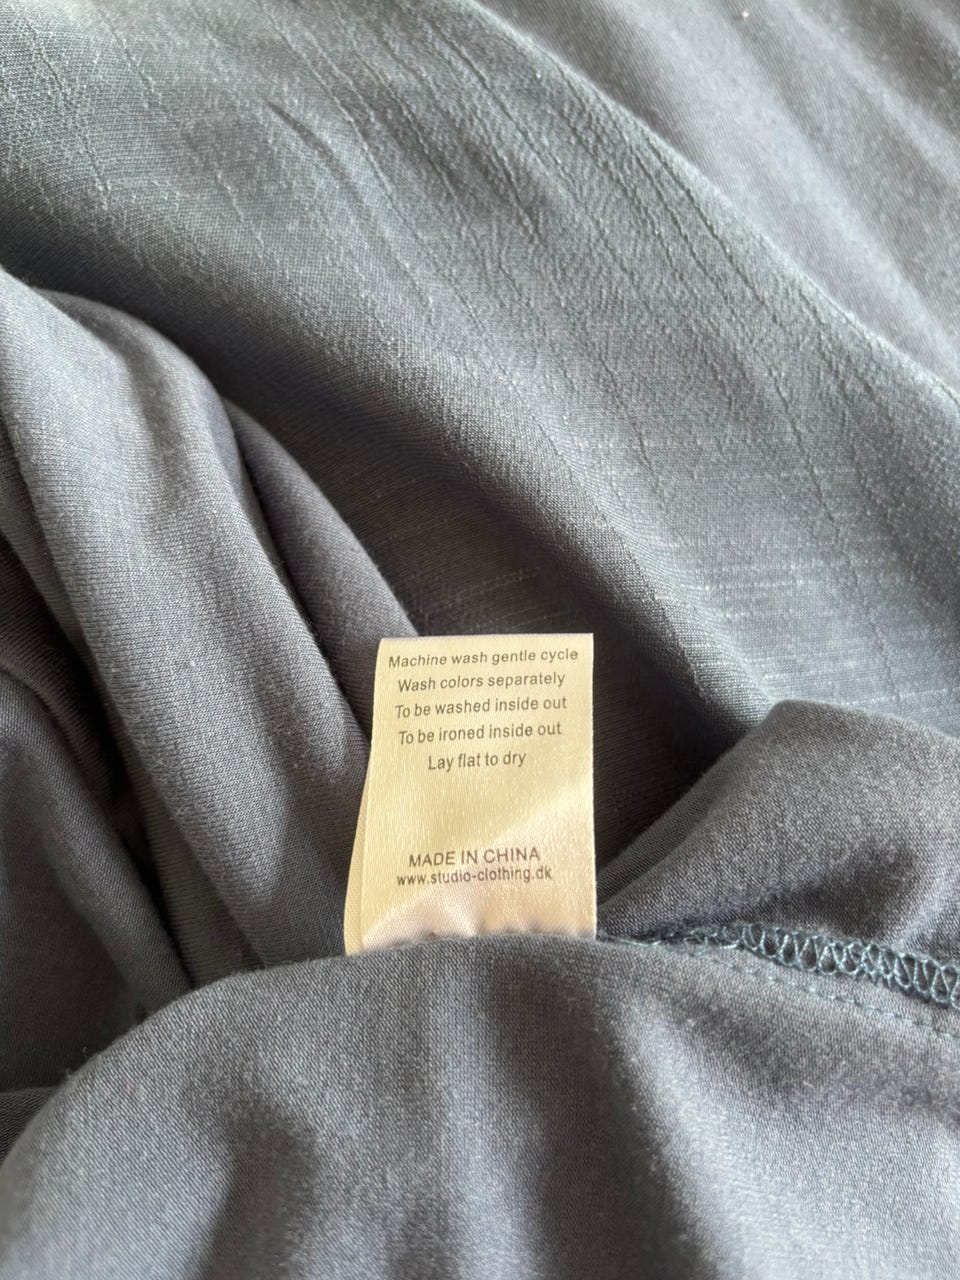 Machine wash gentle cycle
Wash colors separately
To be washed inside out
To be ironed inside out
Lay flat to dry
MADE IN CHINA
www.studio-clothing.dk